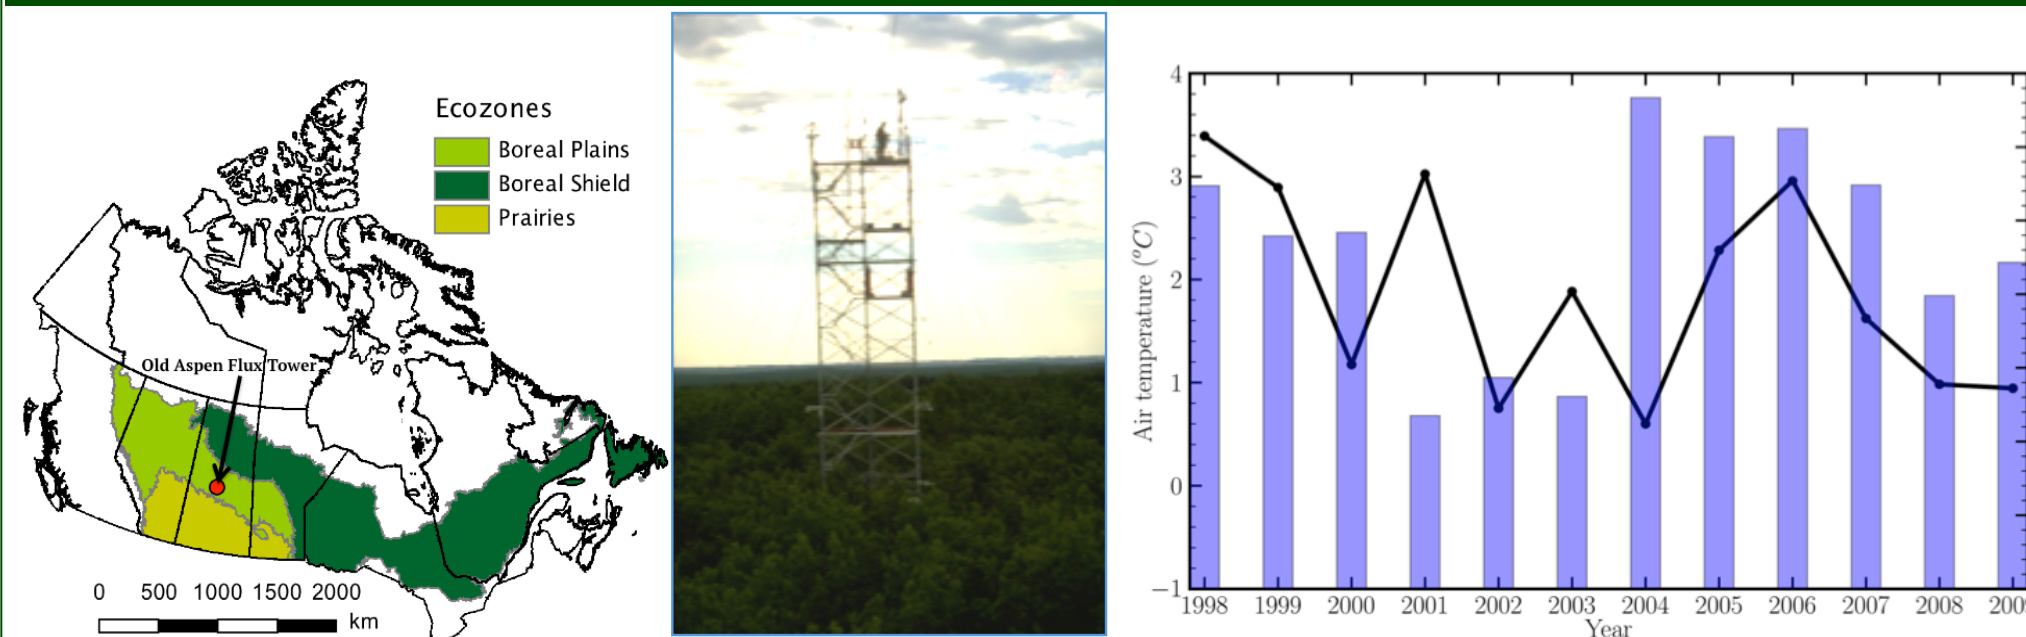 Ecozones
Boreal Plains
Boreal Shield
Prairies
Old Aspen Flux Tower
0 500 1000 1500 2000
km
4
3
2
1
0
−1
Air temperature (°C)
1998 1999 2000 2001 2002 2003 2004 2005 2006 2007 2008
Year